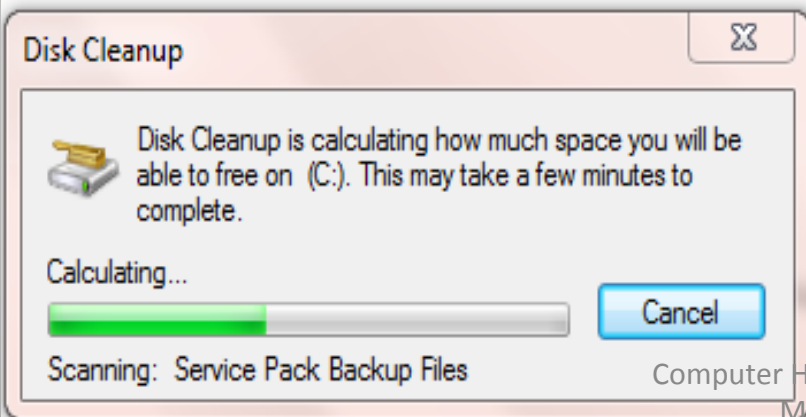 Disk Cleanup
Disk Cleanup is calculating how much space you will be
able to free on (C:). This may take a few minutes to
complete.
Calculating...
Cancel
Scanning: Service Pack Backup Files
Computer